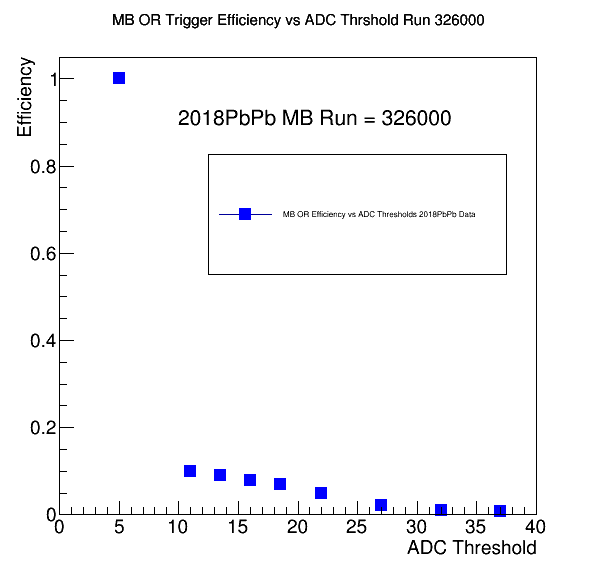 MB OR Trigger Efficiency vs ADC Thrshold Run 326000
Efficiency
1
2018PbPb MB Run = 326000
0.8
MB OR Efficiency vs ADC Thresholds 2018PbPb Data
0.6
0.4
0.2
0
0 5 10 15 20 25 30 35 40
ADC Threshold